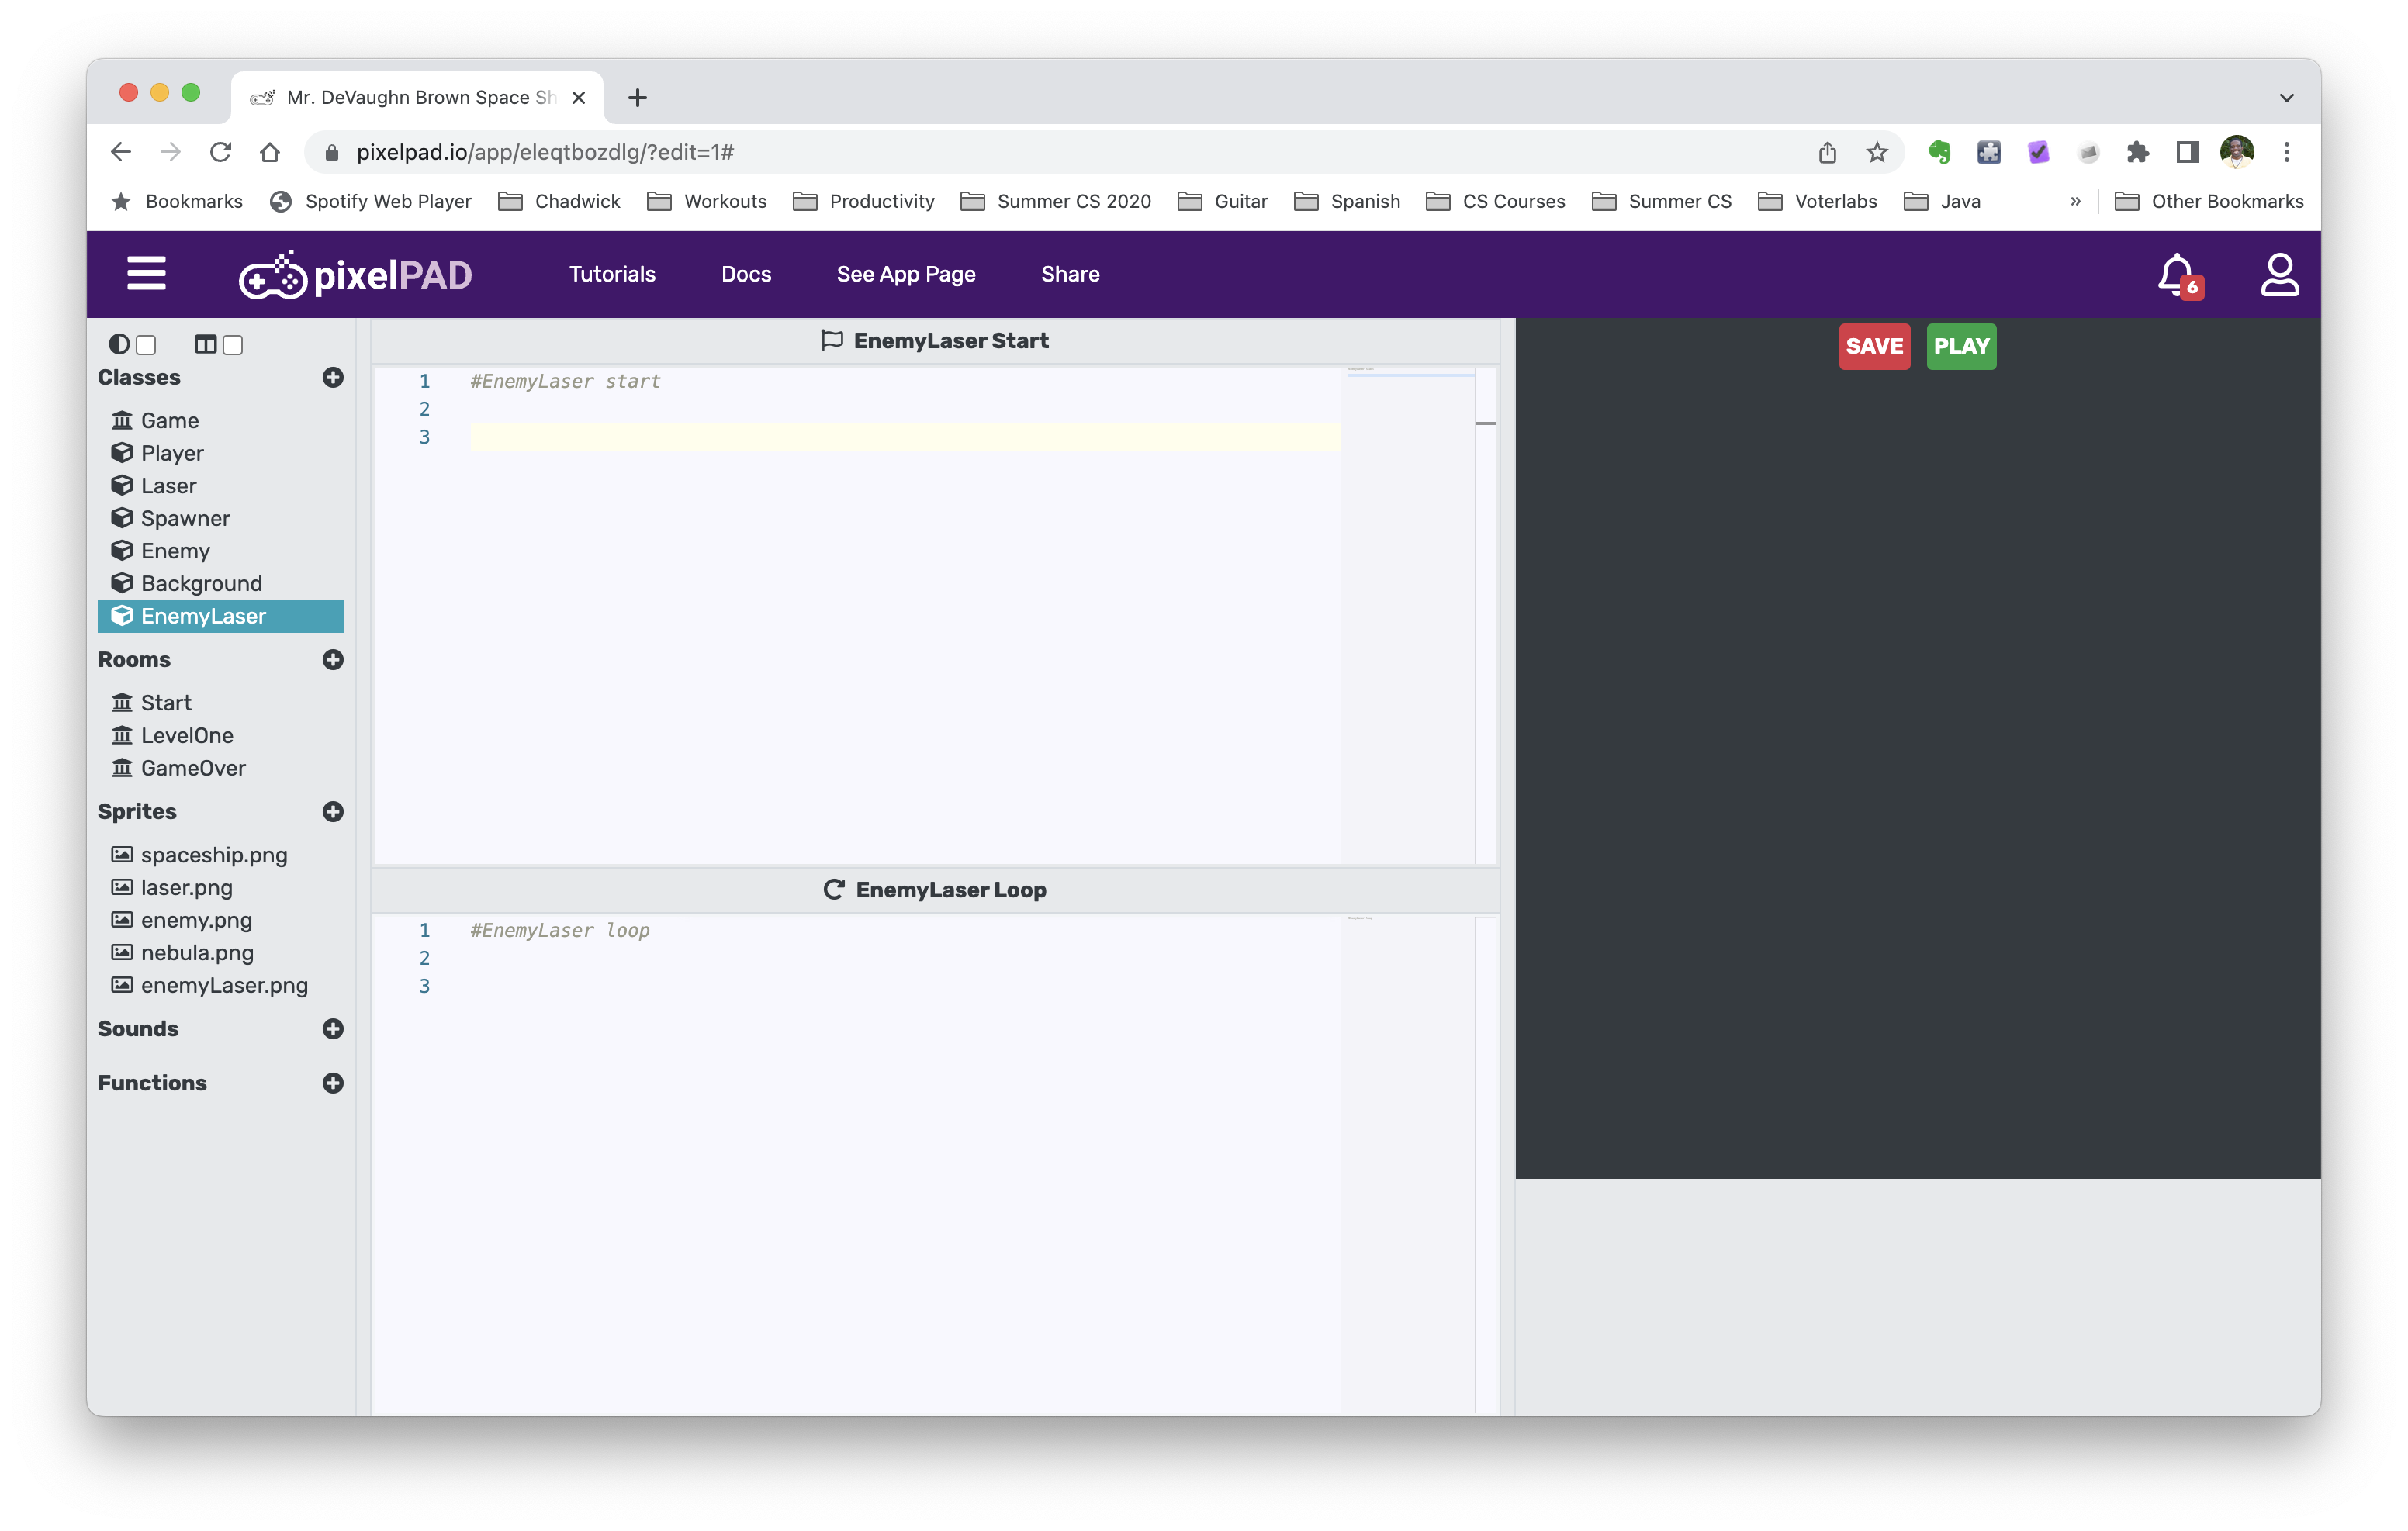 Mr. DeVaughn Brown Space Sh
pixelpad.io/app/eleqtbozdlg/?edit=1#
Bookmarks Spotify Web Player Chadwick Workouts Productivity Summer CS 2020 Guitar Spanish CS Courses Summer CS Voterlabs Java » Other Bookmarks
pixelPAD Tutorials Docs See App Page Share 6
Classes
Game
Player
Laser
Spawner
Enemy
Background
EnemyLaser
Rooms
Start
LevelOne
GameOver
Sprites
spaceship.png
laser.png
enemy.png
nebula.png
enemyLaser.png
Sounds
Functions
EnemyLaser Start
1 #EnemyLaser start
2
3
EnemyLaser Loop
1 #EnemyLaser loop
2
3
SAVE PLAY